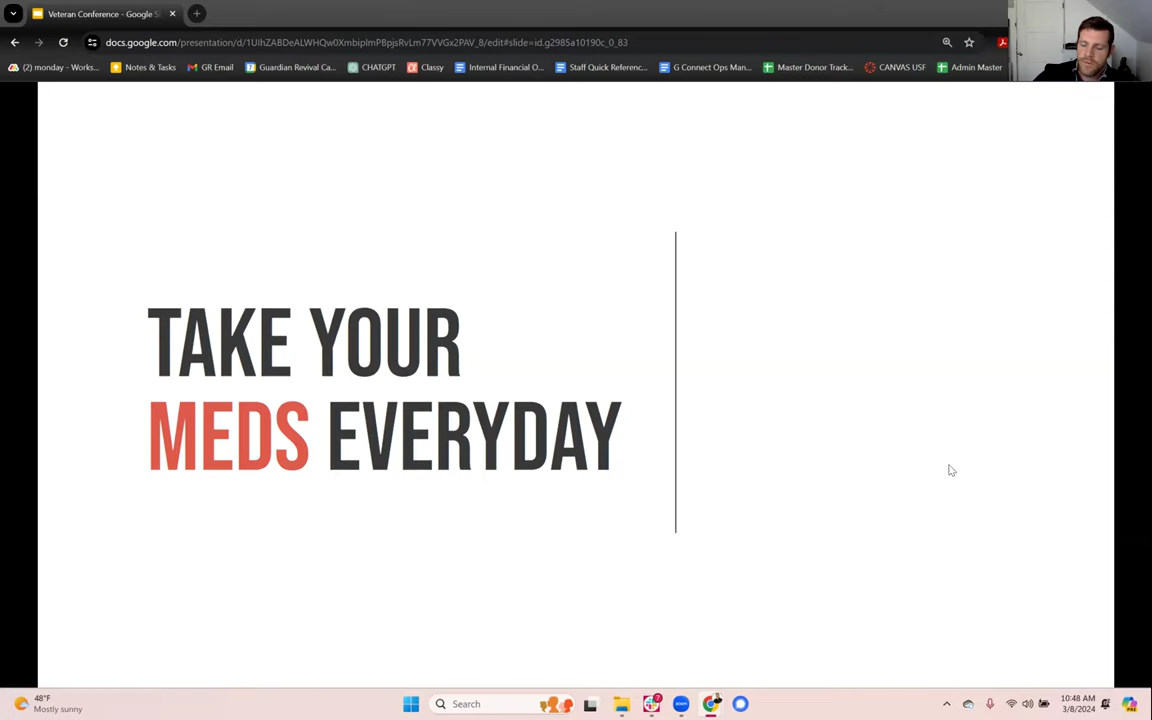 Veteran Conference - Google S
docs.google.com/presentation/d/1UIhZABDeALWHQw0XmbiplmPBpjsRvLm77VVGx2PAV_8/edit#slide=id.g2985a10190c_0_83
(2) monday - Works...
Notes & Tasks
GR Email
Guardian Revival Ca...
CHATGPT
Classy
Internal Financial O...
Staff Quick Referenc...
G Connect Ops Man...
Master Donor Track...
CANVAS USF
Admin Master
TAKE YOUR
MEDS EVERYDAY
48°F
Mostly sunny
Search
10:48 AM
3/8/2024